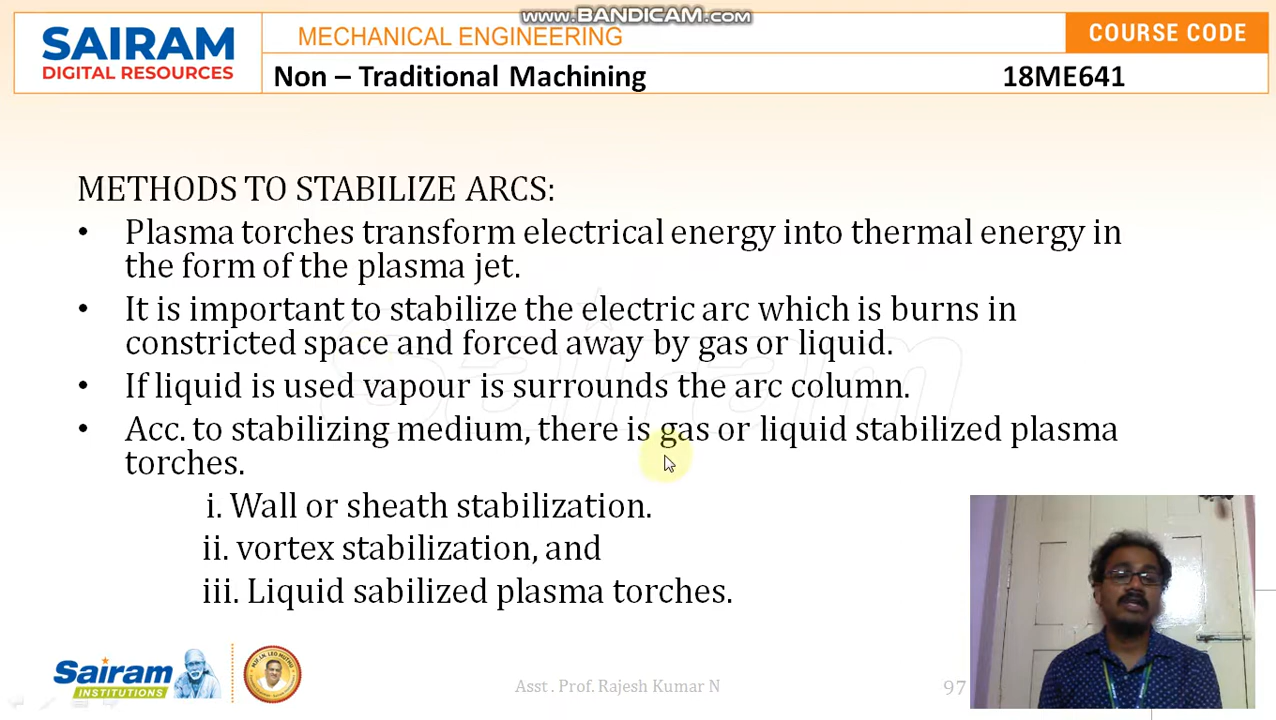 www.BANDICAM.com
SAIRAM
DIGITAL RESOURCES
MECHANICAL ENGINEERING
COURSE CODE
Non – Traditional Machining
18ME641
METHODS TO STABILIZE ARCS:
• Plasma torches transform electrical energy into thermal energy in
the form of the plasma jet.
• It is important to stabilize the electric arc which is burns in
constricted space and forced away by gas or liquid.
• If liquid is used vapour is surrounds the arc column.
• Acc. to stabilizing medium, there is gas or liquid stabilized plasma
torches.
i. Wall or sheath stabilization.
ii. vortex stabilization, and
iii. Liquid sabilized plasma torches.
Sairam
Sairam
INSTITUTIONS
Asst . Prof. Rajesh Kumar N
97